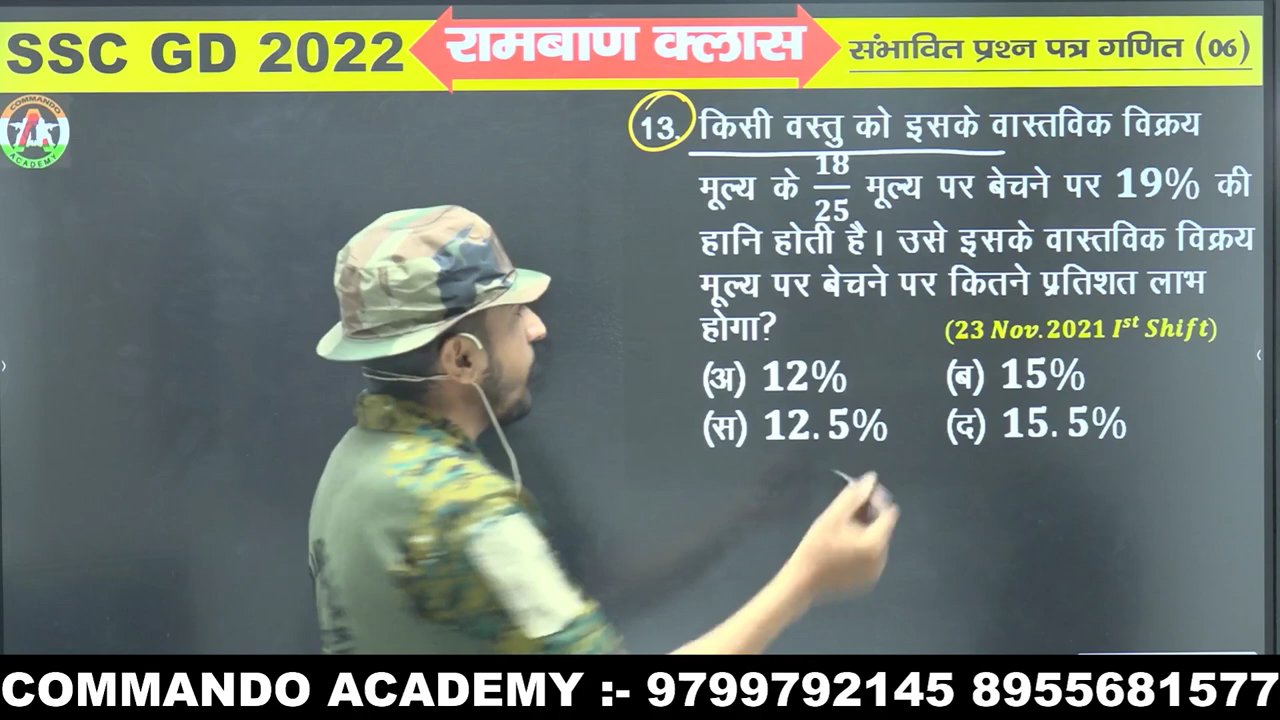 SSC GD 2022
रामबाण क्लास
संभावित प्रश्न पत्र गणित (06)
COMMANDO
ACADEMY
13. किसी वस्तु को इसके वास्तविक विक्रय
मूल्य के 18/25 मूल्य पर बेचने पर 19% की
हानि होती है। उसे इसके वास्तविक विक्रय
मूल्य पर बेचने पर कितने प्रतिशत लाभ
होगा? (23 Nov.2021 Ist Shift)
(अ) 12% (ब) 15%
(स) 12.5% (द) 15.5%
COMMANDO ACADEMY :- 9799792145 8955681577